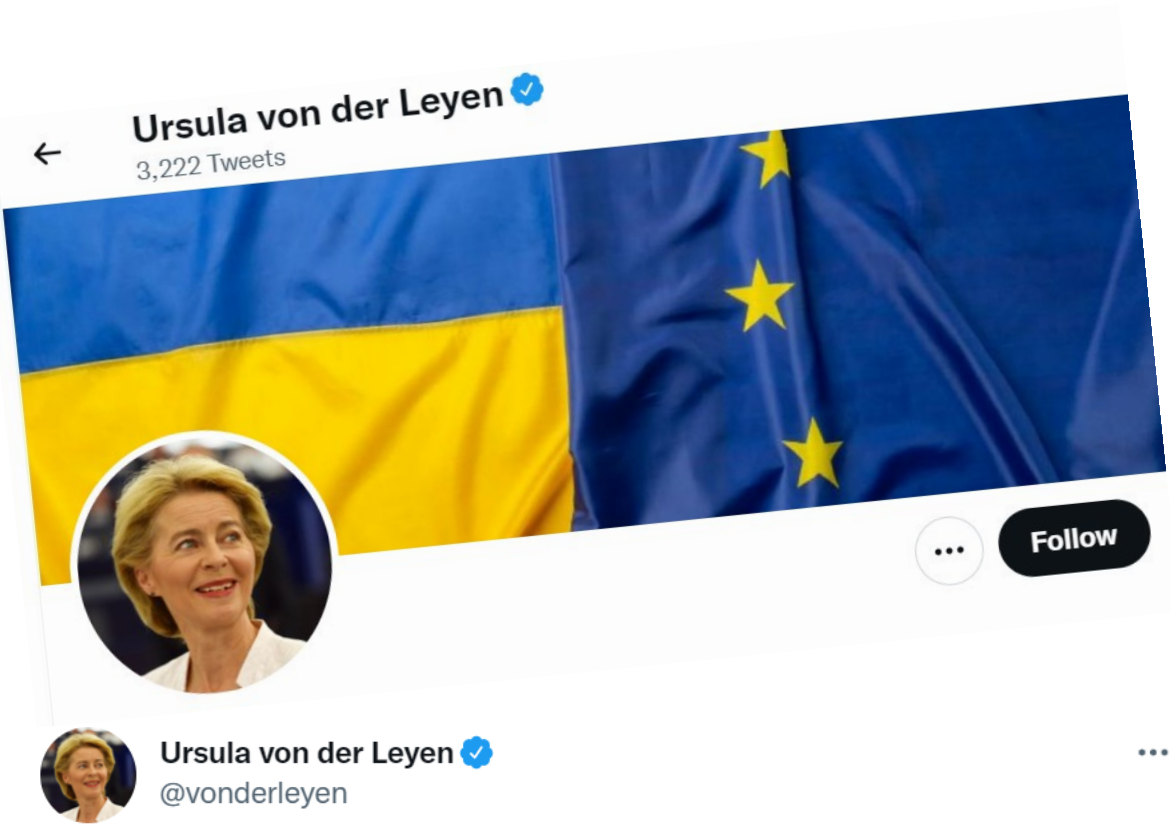 Ursula von der Leyen
3,222 Tweets
Follow
Ursula von der Leyen
@vonderleyen